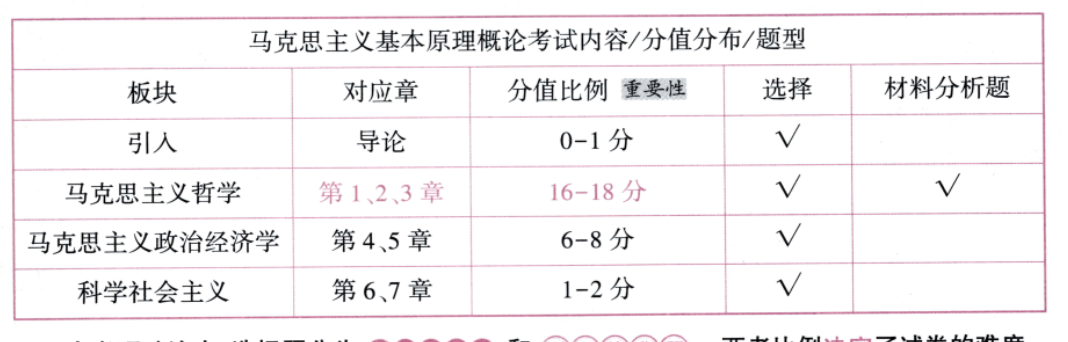 马克思主义基本原理概论考试内容/分值分布/题型
板块 对应章 分值比例 重要性 选择 材料分析题
引入 导论 0-1 分 √
马克思主义哲学 第 1、2、3 章 16-18 分 √ √
马克思主义政治经济学 第 4、5 章 6-8 分 √
科学社会主义 第 6、7 章 1-2 分 √